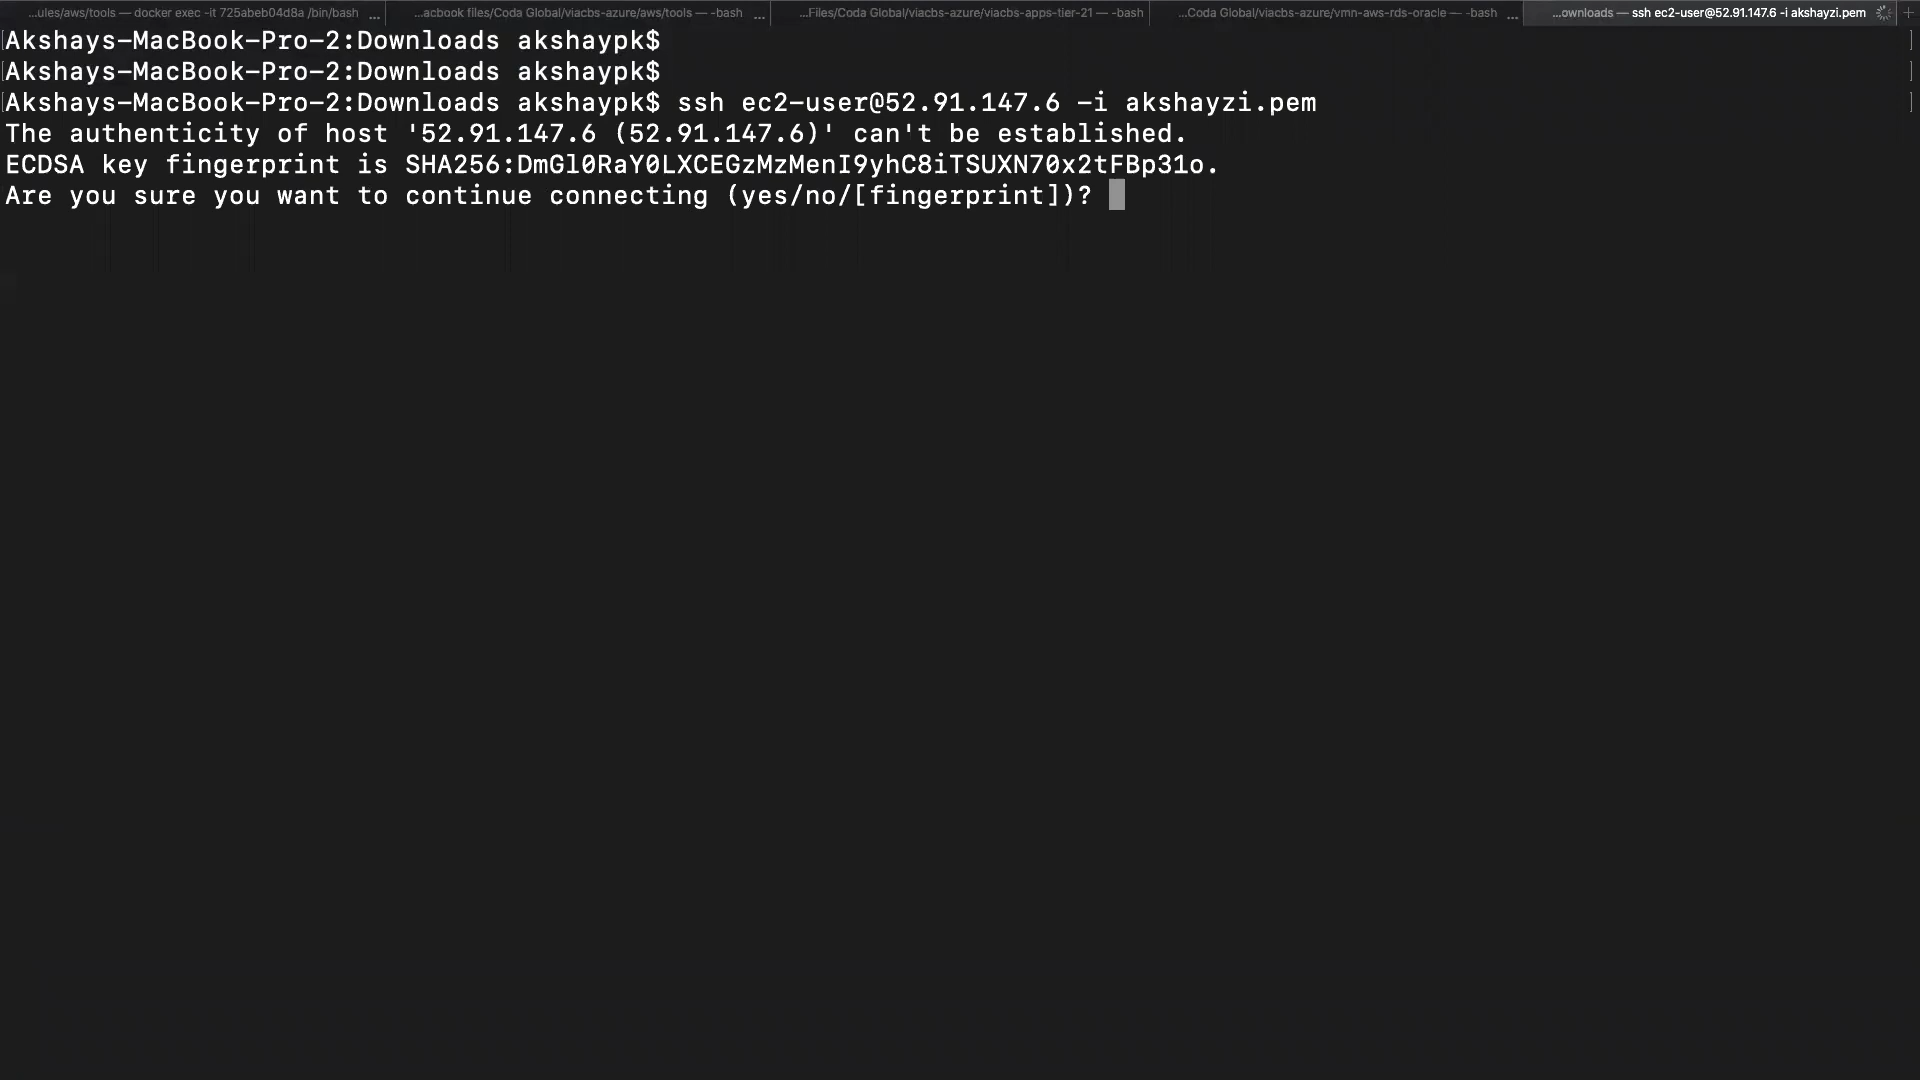 ...ules/aws/tools — docker exec -it 725abeb04d8a /bin/bash ... ...acbook files/Coda Global/viacbs-azure/aws/tools — -bash ... ...Files/Coda Global/viacbs-azure/viacbs-apps-tier-21 — -bash ...Coda Global/viacbs-azure/vmn-aws-rds-oracle — -bash ... ...ownloads — ssh ec2-user@52.91.147.6 -i akshayzi.pem +
[Akshays-MacBook-Pro-2:Downloads akshaypk$ ]
[Akshays-MacBook-Pro-2:Downloads akshaypk$ ]
[Akshays-MacBook-Pro-2:Downloads akshaypk$ ssh ec2-user@52.91.147.6 -i akshayzi.pem ]
The authenticity of host '52.91.147.6 (52.91.147.6)' can't be established.
ECDSA key fingerprint is SHA256:DmGl0RaY0LXCEGzMzMenI9yhC8iTSUXN70x2tFBp31o.
Are you sure you want to continue connecting (yes/no/[fingerprint])?